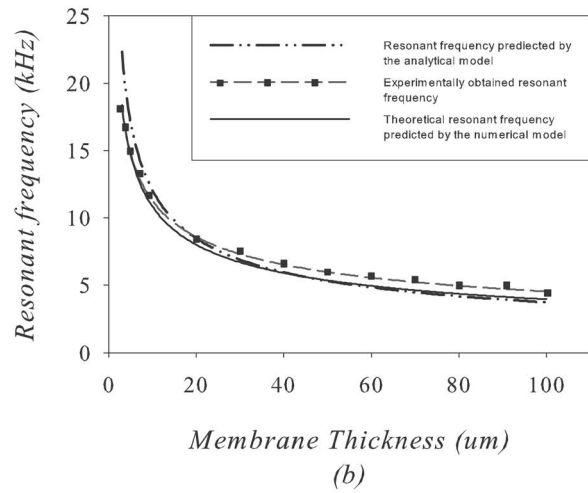 25
20
15
10
5
0
Resonant frequency (kHz)
Resonant frequency prediected by
the analytical model
Experimentally obtained resonant
frequency
Theoretical resonant frequency
predicted by the numerical model
0 20 40 60 80 100
Membrane Thickness (um)
(b)